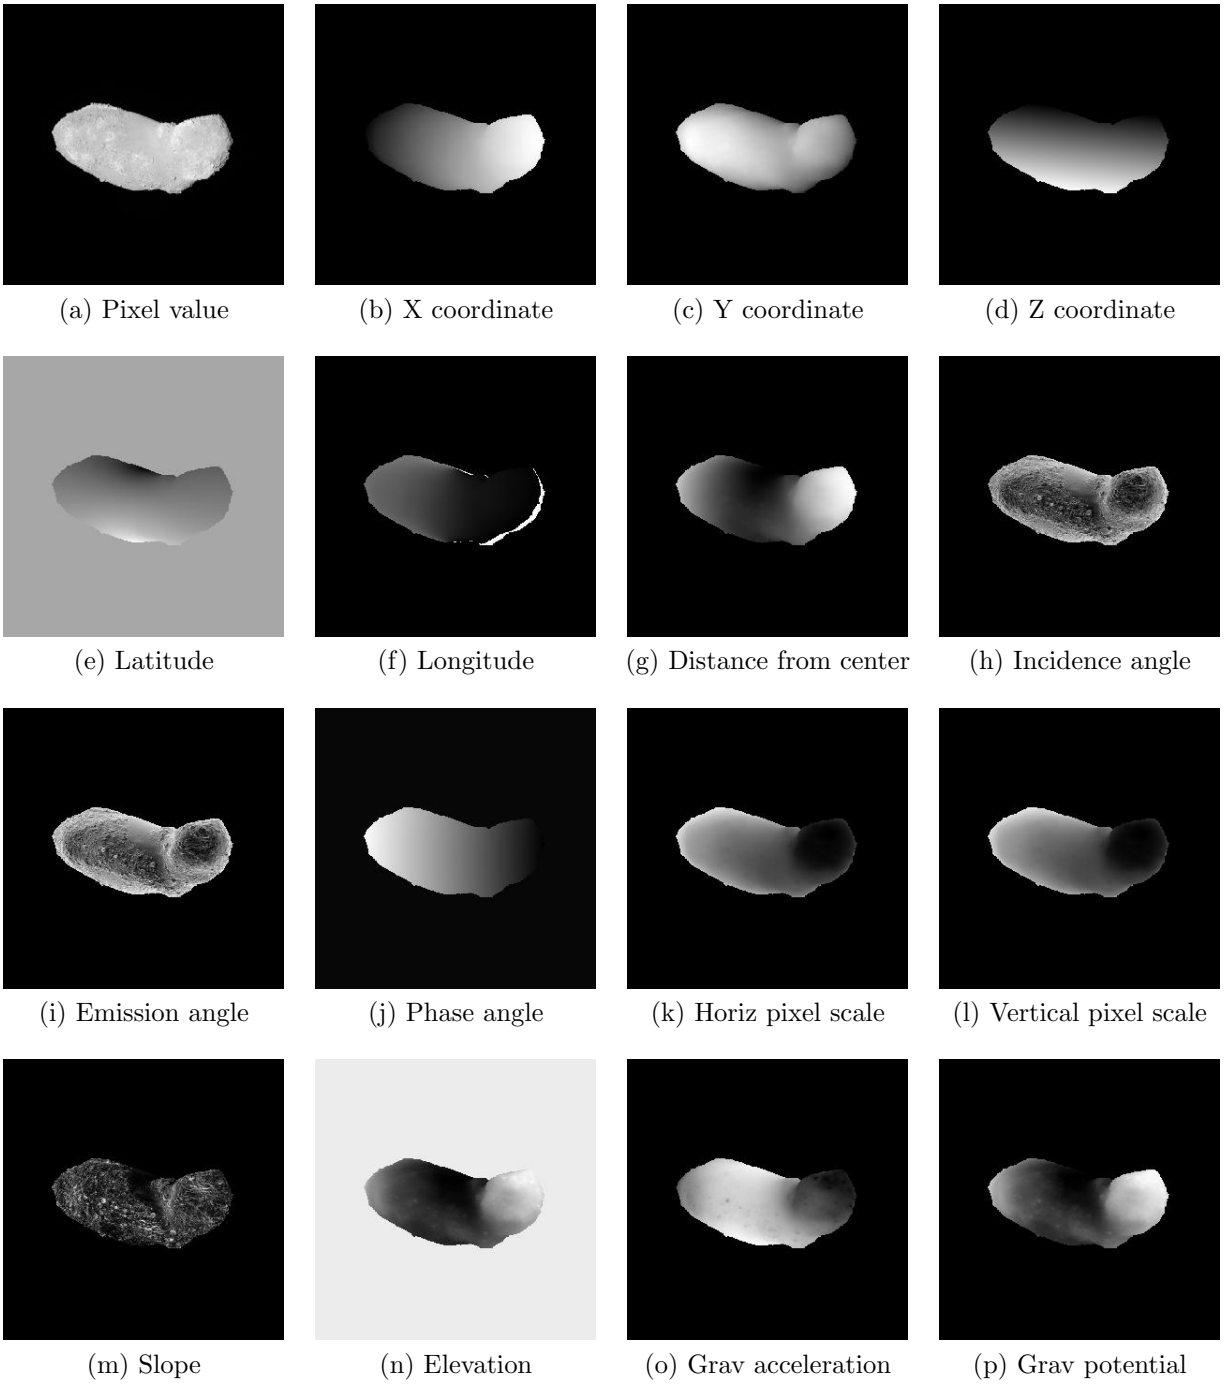 (a) Pixel value
(b) X coordinate
(c) Y coordinate
(d) Z coordinate
(e) Latitude
(f) Longitude
(g) Distance from center
(h) Incidence angle
(i) Emission angle
(j) Phase angle
(k) Horiz pixel scale
(l) Vertical pixel scale
(m) Slope
(n) Elevation
(o) Grav acceleration
(p) Grav potential